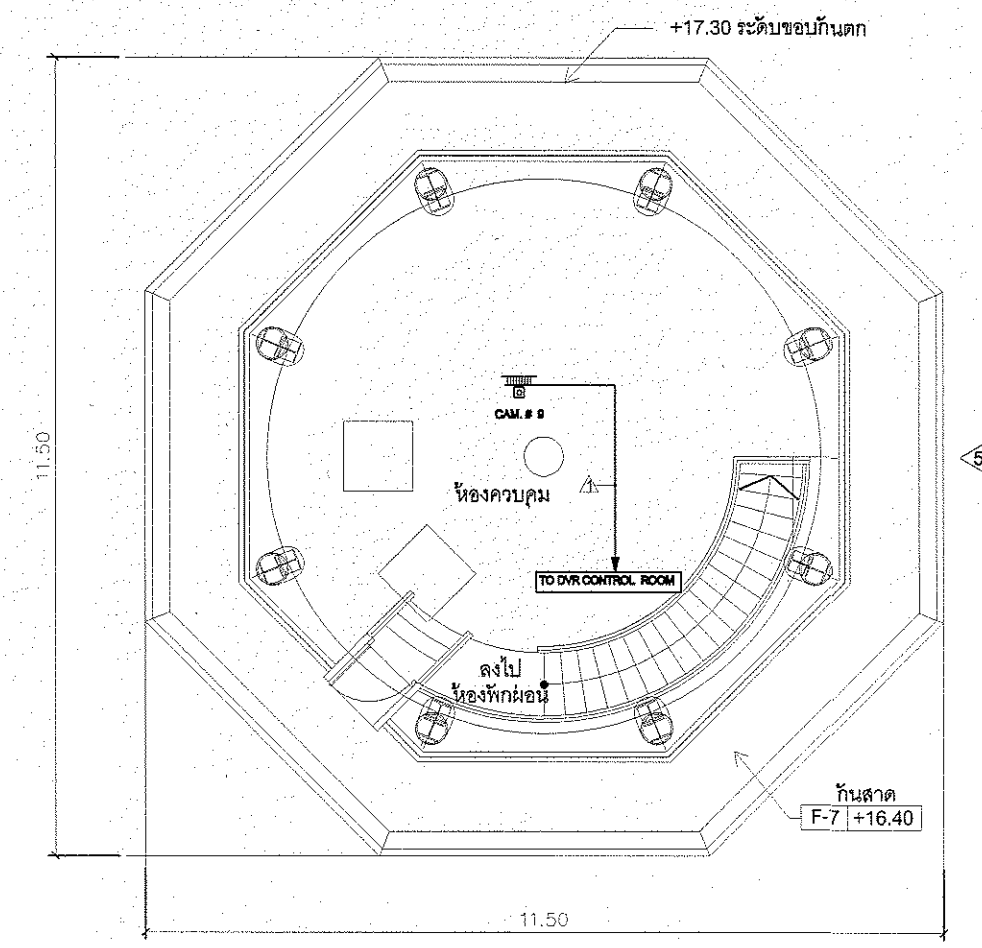 +17.30 ระดับขอบกันตก
11.50
CAM. # 9
5
ห้องควบคุม
1
TO DVR CONTROL ROOM
ลงไป
ห้องพักผ่อน
กันสาด
F-7 +16.40
11.50